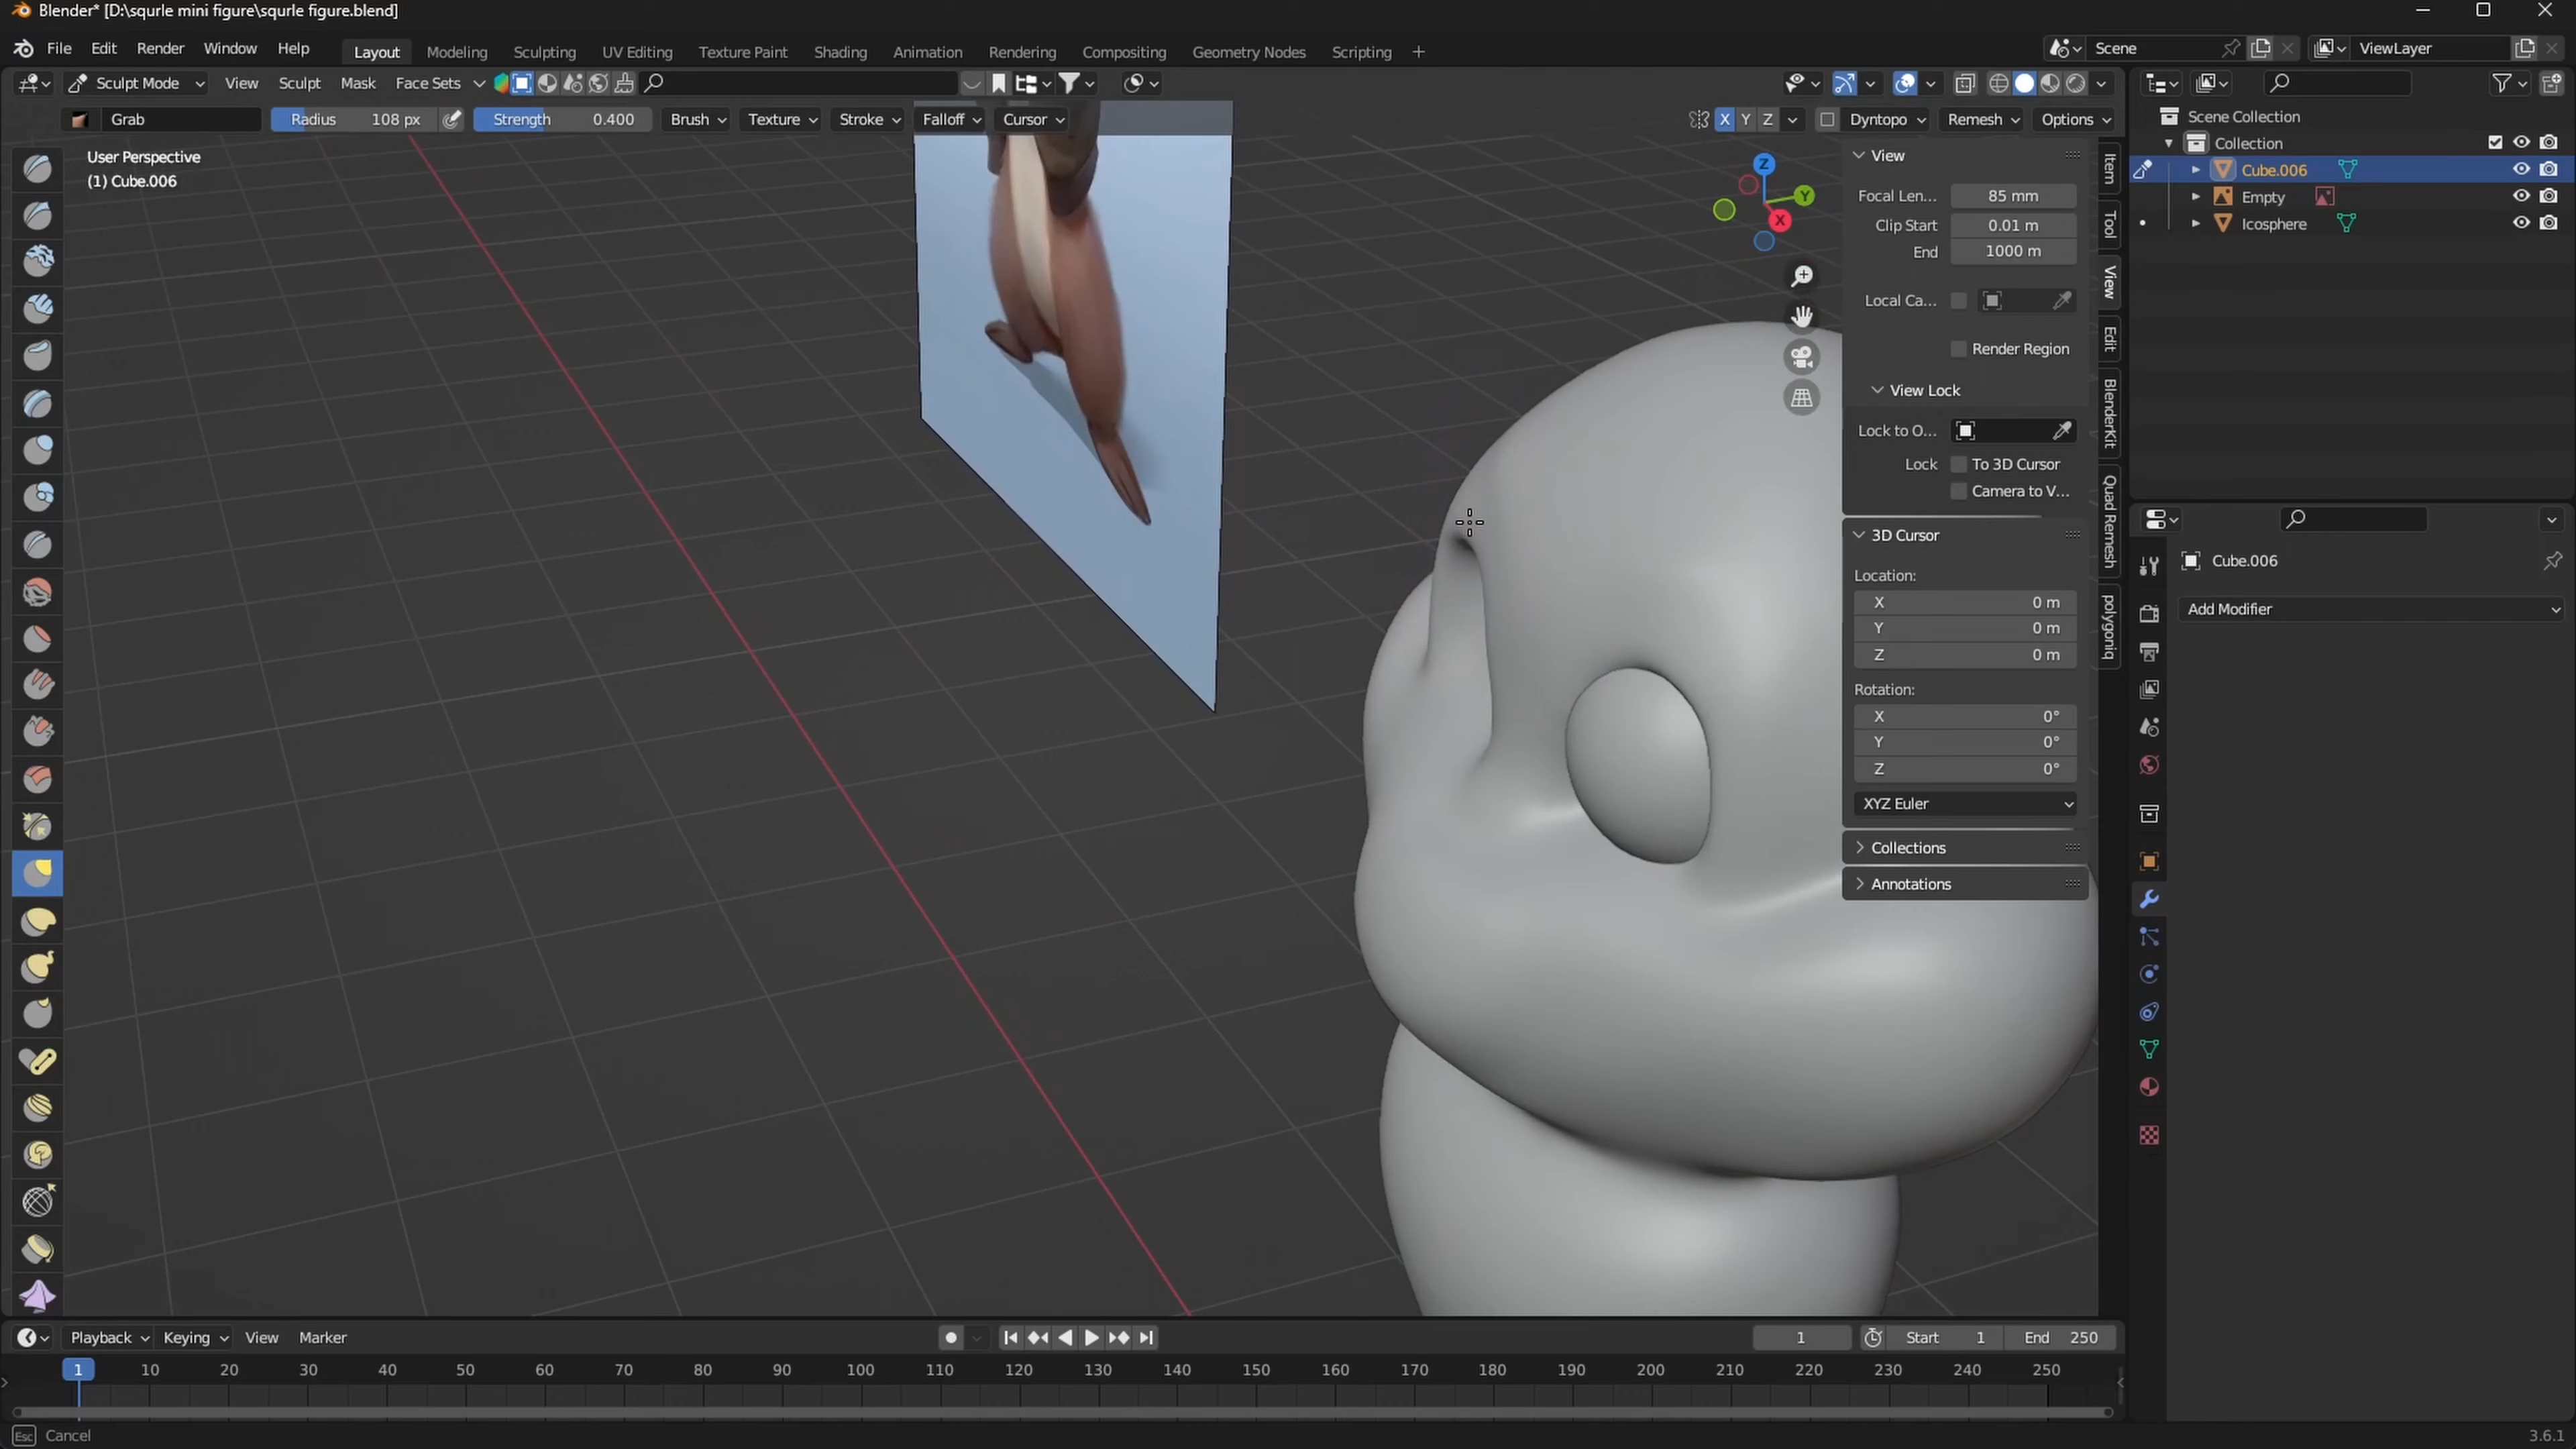 Blender* [D:\squrle mini figure\squrle figure.blend]
File Edit Render Window Help Layout Modeling Sculpting UV Editing Texture Paint Shading Animation Rendering Compositing Geometry Nodes Scripting + Scene ViewLayer
Sculpt Mode View Sculpt Mask Face Sets
Grab Radius 108 px Strength 0.400 Brush Texture Stroke Falloff Cursor X Y Z Dyntopo Remesh Options
User Perspective
(1) Cube.006
Z
Y
X
View
Focal Len... 85 mm
Clip Start 0.01 m
End 1000 m
Local Ca...
Render Region
View Lock
Lock to O...
Lock To 3D Cursor
Camera to V...
3D Cursor
Location:
X 0 m
Y 0 m
Z 0 m
Rotation:
X 0°
Y 0°
Z 0°
XYZ Euler
Collections
Annotations
Item
Tool
View
Edit
BlenderKit
Quad Remesh
polygoniq
Scene Collection
Collection
Cube.006
Empty
Icosphere
Cube.006
Add Modifier
Playback Keying View Marker 1 Start 1 End 250
1 10 20 30 40 50 60 70 80 90 100 110 120 130 140 150 160 170 180 190 200 210 220 230 240 250
Esc Cancel 3.6.1